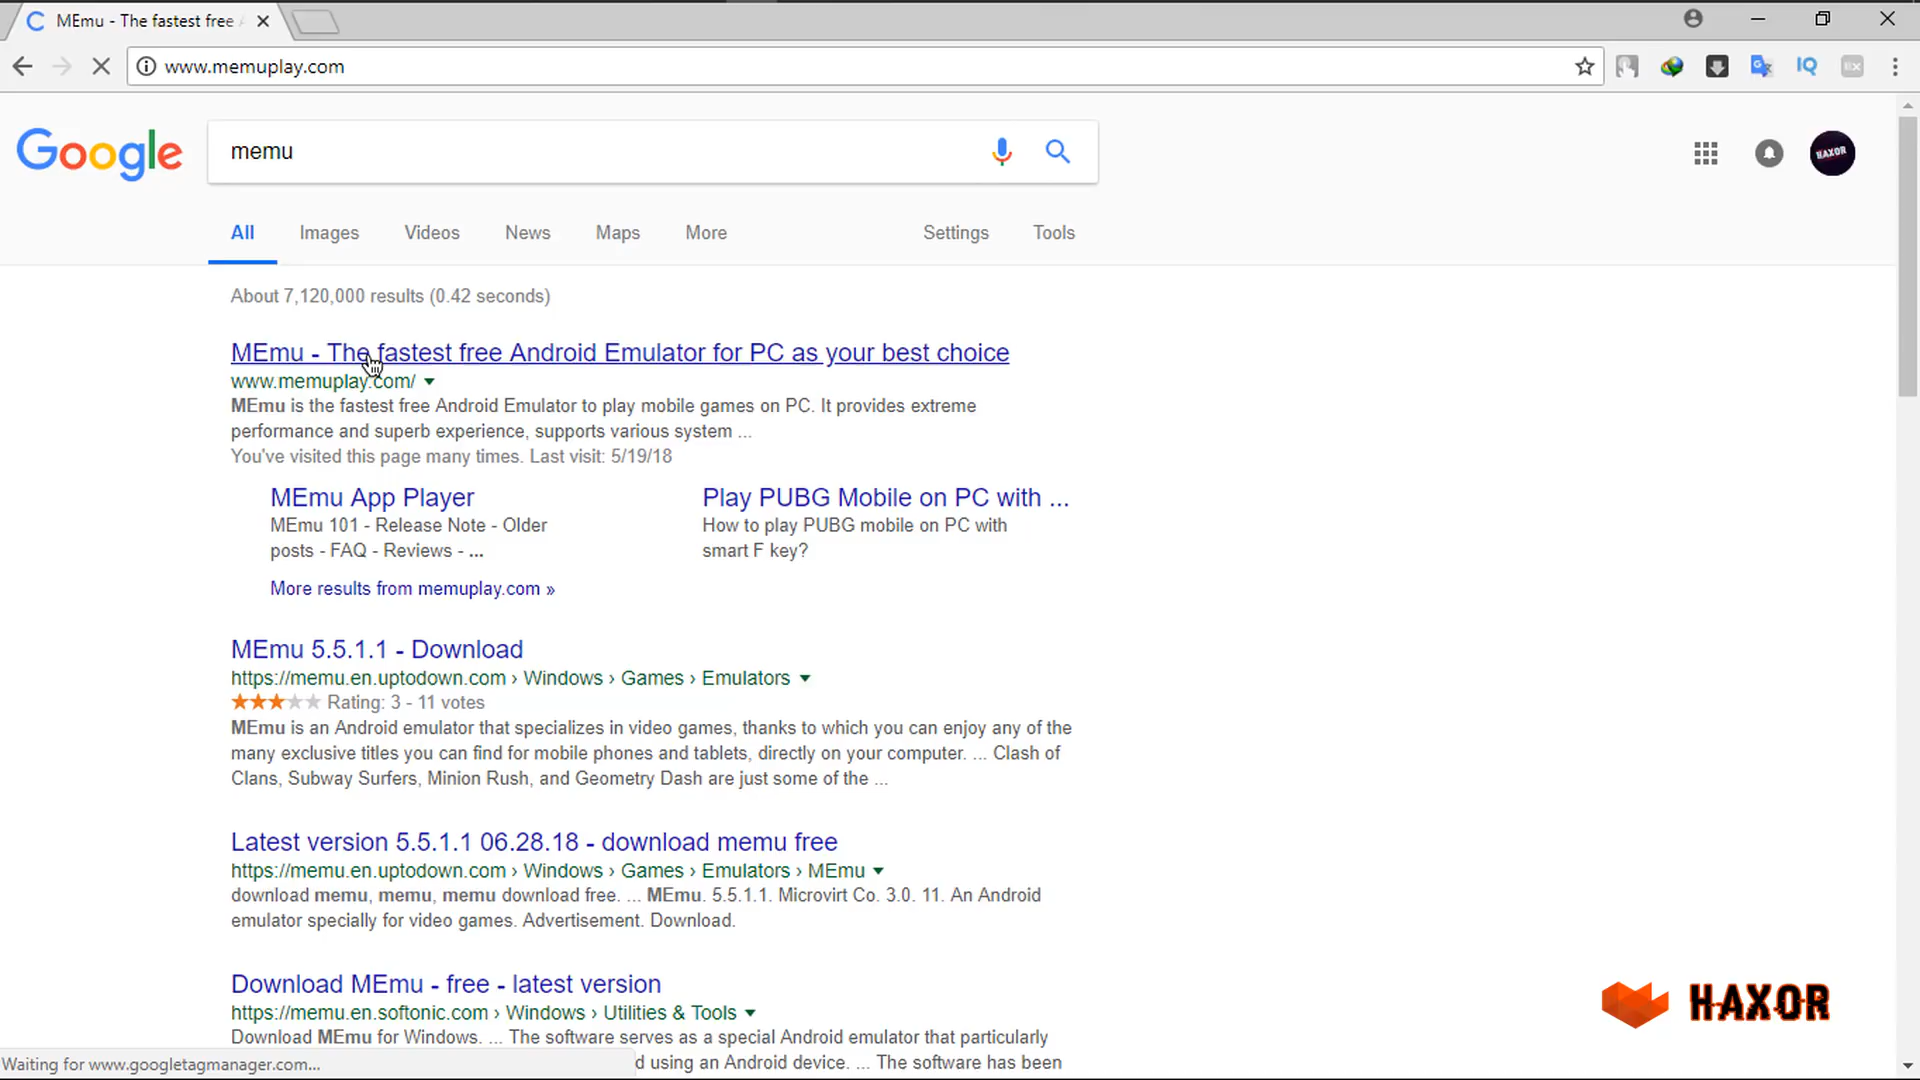 MEmu - The fastest free
www.memuplay.com
Google
memu
HAXOR
All Images Videos News Maps More Settings Tools
About 7,120,000 results (0.42 seconds)
MEmu - The fastest free Android Emulator for PC as your best choice
www.memuplay.com/
MEmu is the fastest free Android Emulator to play mobile games on PC. It provides extreme
performance and superb experience, supports various system ...
You've visited this page many times. Last visit: 5/19/18
MEmu App Player
MEmu 101 - Release Note - Older
posts - FAQ - Reviews - ...
Play PUBG Mobile on PC with ...
How to play PUBG mobile on PC with
smart F key?
More results from memuplay.com »
MEmu 5.5.1.1 - Download
https://memu.en.uptodown.com › Windows › Games › Emulators
Rating: 3 - 11 votes
MEmu is an Android emulator that specializes in video games, thanks to which you can enjoy any of the
many exclusive titles you can find for mobile phones and tablets, directly on your computer. ... Clash of
Clans, Subway Surfers, Minion Rush, and Geometry Dash are just some of the ...
Latest version 5.5.1.1 06.28.18 - download memu free
https://memu.en.uptodown.com › Windows › Games › Emulators › MEmu
download memu, memu, memu download free. ... MEmu. 5.5.1.1. Microvirt Co. 3.0. 11. An Android
emulator specially for video games. Advertisement. Download.
Download MEmu - free - latest version
https://memu.en.softonic.com › Windows › Utilities & Tools
Download MEmu for Windows. ... The software serves as a special Android emulator that particularly
d using an Android device. ... The software has been
Waiting for www.googletagmanager.com...
HAXOR
IQ